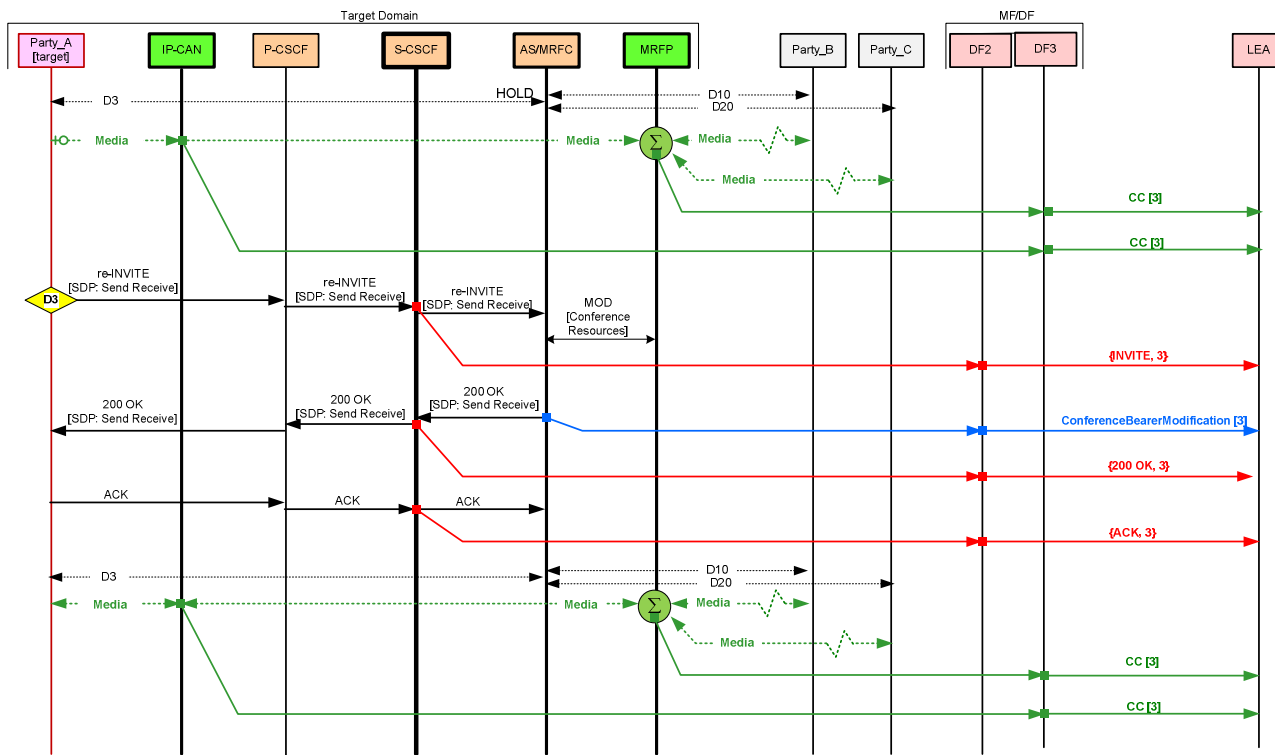 Target Domain
MF/DF
Party_A
[target]
IP-CAN
P-CSCF
S-CSCF
AS/MRFC
MRFP
Party_B
Party_C
DF2
DF3
LEA
D3
HOLD
D10
D20
Media
Media
Σ
Media
Media
CC [3]
CC [3]
D3
re-INVITE
[SDP: Send Receive]
re-INVITE
[SDP: Send Receive]
re-INVITE
[SDP: Send Receive]
MOD
[Conference
Resources]
{INVITE, 3}
200 OK
[SDP: Send Receive]
200 OK
[SDP: Send Receive]
200 OK
[SDP: Send Receive]
ConferenceBearerModification [3]
{200 OK, 3}
ACK
ACK
ACK
{ACK, 3}
D3
D10
D20
Media
Media
Σ
Media
Media
CC [3]
CC [3]